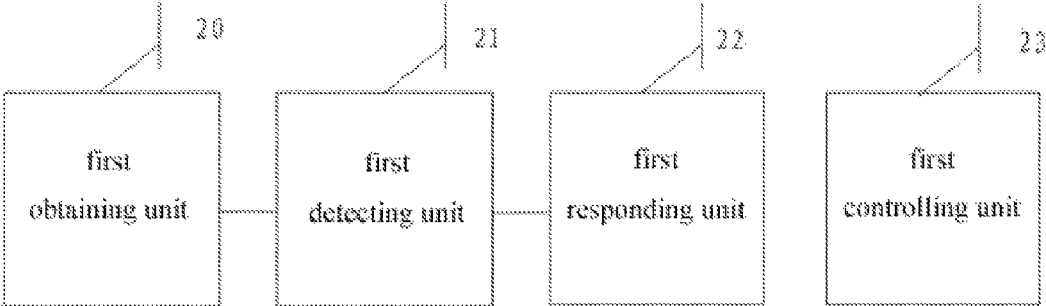 20
21
22
23
first
obtaining unit
first
detecting unit
first
responding unit
first
controlling unit